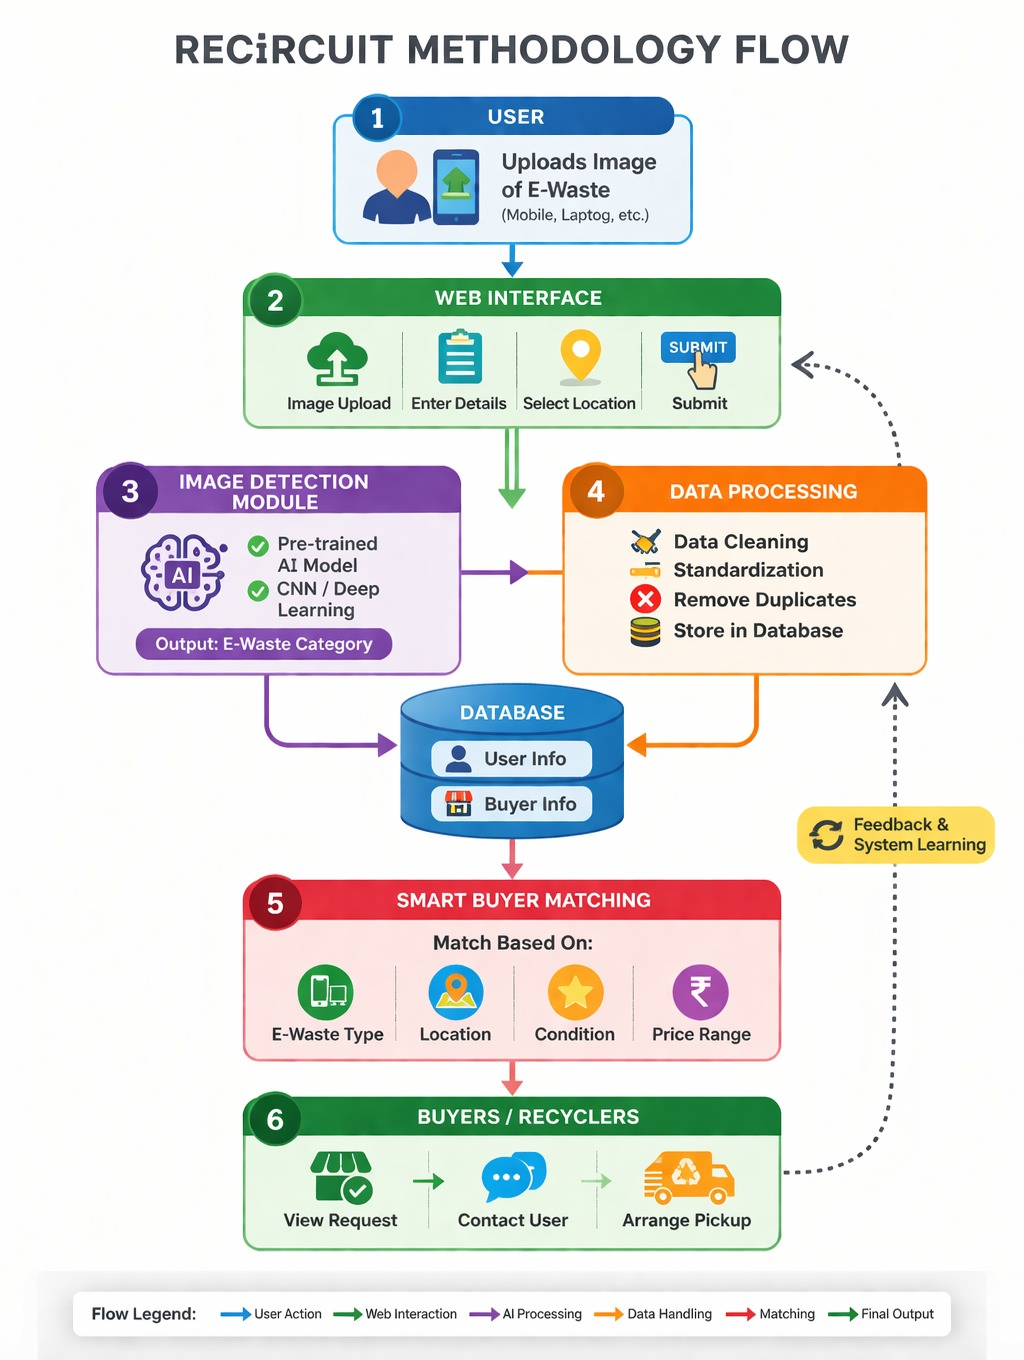 RECiRCUIT METHODOLOGY FLOW
1
USER
Uploads Image
of E-Waste
(Mobile, Laptog, etc.)
2
WEB INTERFACE
SUBMIT
Image Upload
Enter Details
Select Location
Submit
3
IMAGE DETECTION
MODULE
AI
Pre-trained
AI Model
CNN / Deep
Learning
Output: E-Waste Category
4
DATA PROCESSING
Data Cleaning
Standardization
Remove Duplicates
Store in Database
DATABASE
User Info
Buyer Info
Feedback &
System Learning
5
SMART BUYER MATCHING
Match Based On:
₹
E-Waste Type
Location
Condition
Price Range
6
BUYERS / RECYCLERS
View Request
Contact User
Arrange Pickup
Flow Legend:
User Action
Web Interaction
AI Processing
Data Handling
Matching
Final Output